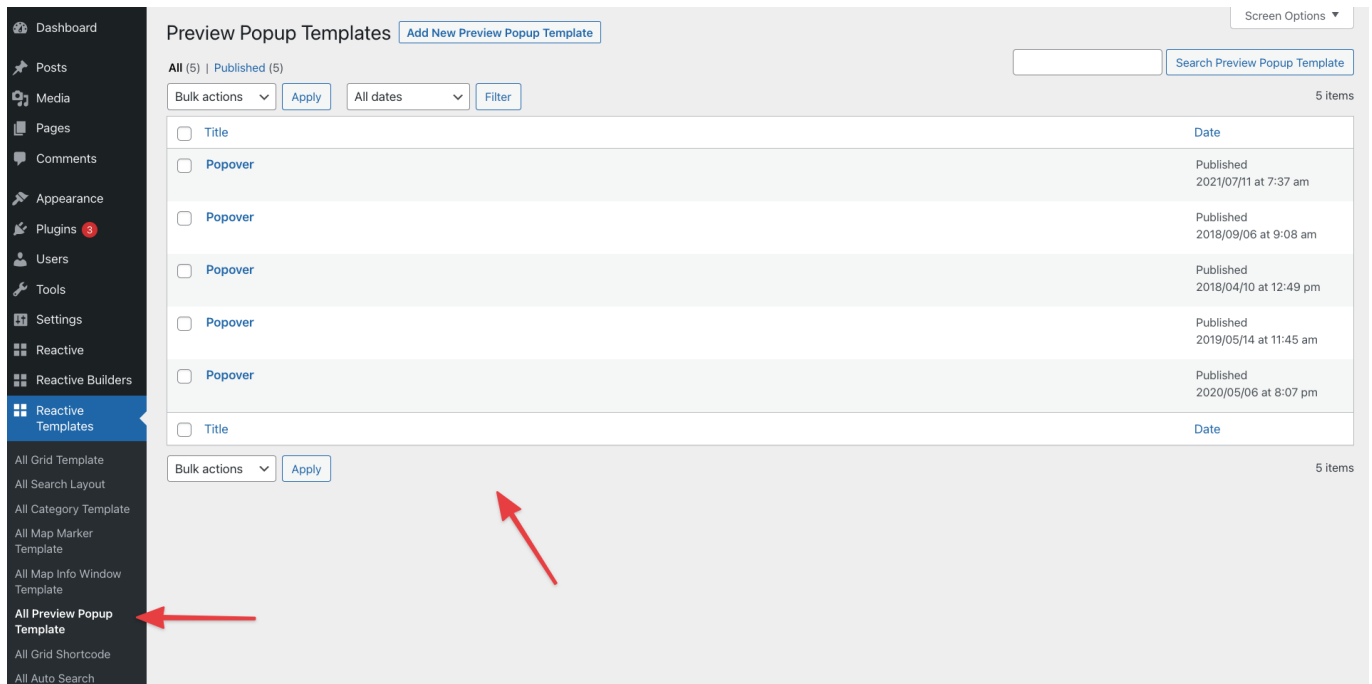 Dashboard
Posts
Media
Pages
Comments
Appearance
Plugins 3
Users
Tools
Settings
Reactive
Reactive Builders
Reactive
Templates
All Grid Template
All Search Layout
All Category Template
All Map Marker
Template
All Map Info Window
Template
All Preview Popup
Template
All Grid Shortcode
All Auto Search
Screen Options ▼
Preview Popup Templates Add New Preview Popup Template
All (5) | Published (5)
Search Preview Popup Template
Bulk actions Apply All dates Filter 5 items
Title Date
Popover Published
2021/07/11 at 7:37 am
Popover Published
2018/09/06 at 9:08 am
Popover Published
2018/04/10 at 12:49 pm
Popover Published
2019/05/14 at 11:45 am
Popover Published
2020/05/06 at 8:07 pm
Title Date
Bulk actions Apply 5 items